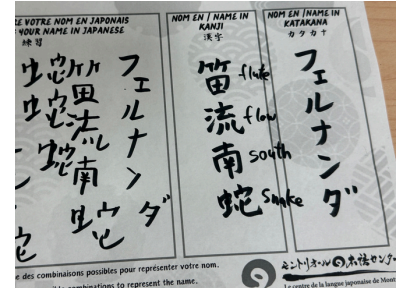 VOTRE NOM EN JAPONAIS
YOUR NAME IN JAPANESE
練習
蛇蛇
笛流南蛇
フェルナンダ
NOM EN / NAME IN
KANJI
漢字
笛 flute
流 flow
南 south
蛇 snake
NOM EN / NAME IN
KATAKANA
カタカナ
フェルナンダ
des combinaisons possibles pour représenter votre nom.
combinations to represent the name.
モントリオールの日本語センター
Le centre de la langue japonaise de